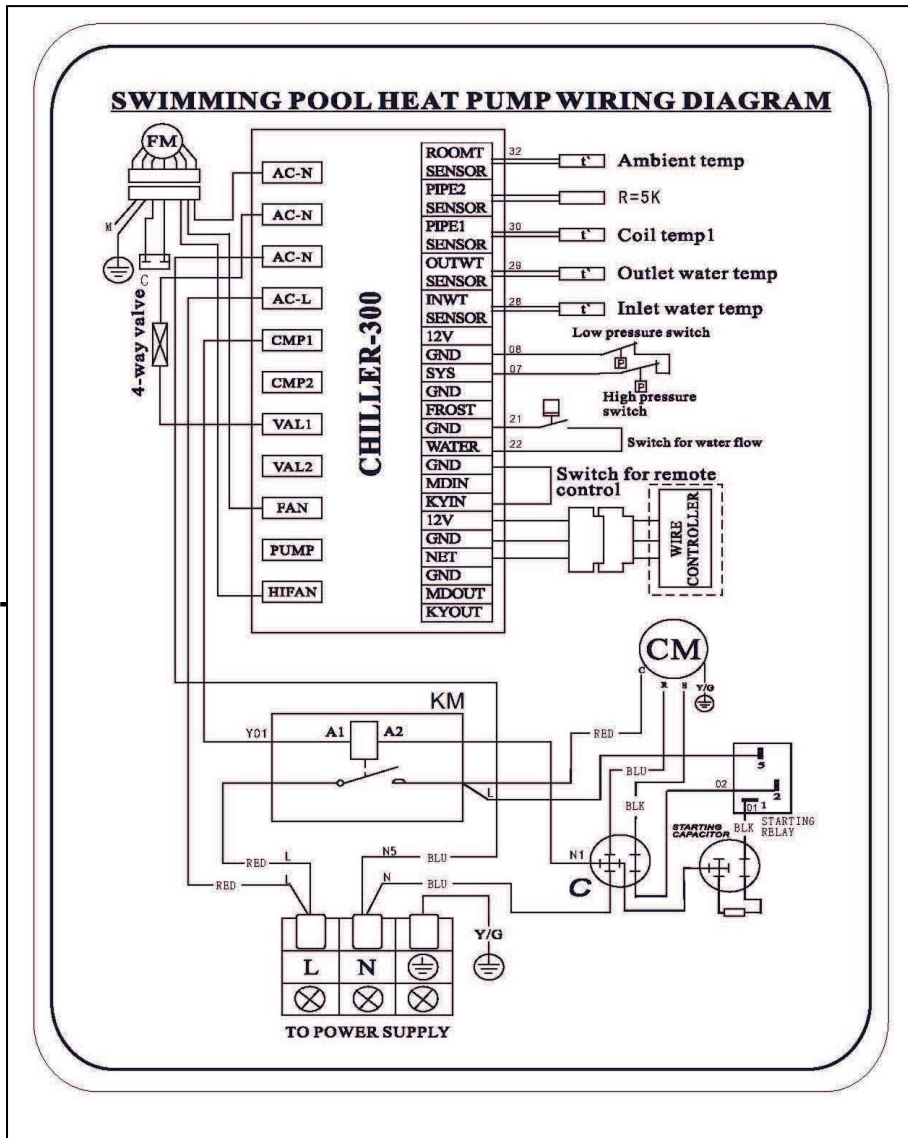 SWIMMING POOL HEAT PUMP WIRING DIAGRAM
FM
M
C
4-way valve
AC-N
AC-N
AC-N
AC-L
CMP1
CMP2
VAL1
VAL2
FAN
PUMP
HIFAN
CHILLER-300
ROOMT
SENSOR
PIPE2
SENSOR
PIPE1
SENSOR
OUTWT
SENSOR
INWT
SENSOR
12V
GND
SYS
GND
FROST
GND
WATER
GND
MDIN
KYIN
12V
GND
NET
GND
MDOUT
KYOUT
32
t` Ambient temp
R=5K
30
t` Coil temp1
29
t` Outlet water temp
28
t` Inlet water temp
Low pressure switch
08
P
07
P
High pressure
switch
21
22
Switch for water flow
Switch for remote
control
WIRE
CONTROLLER
CM
C
R
S
Y/G
KM
Y01
A1
A2
RED
L
BLU
BLK
5
02
2
01
1
STARTING
RELAY
BLK
STARTING
CAPACITOR
N1
C
N5
BLU
RED
L
N
BLU
RED
L
Y/G
L
N
TO POWER SUPPLY